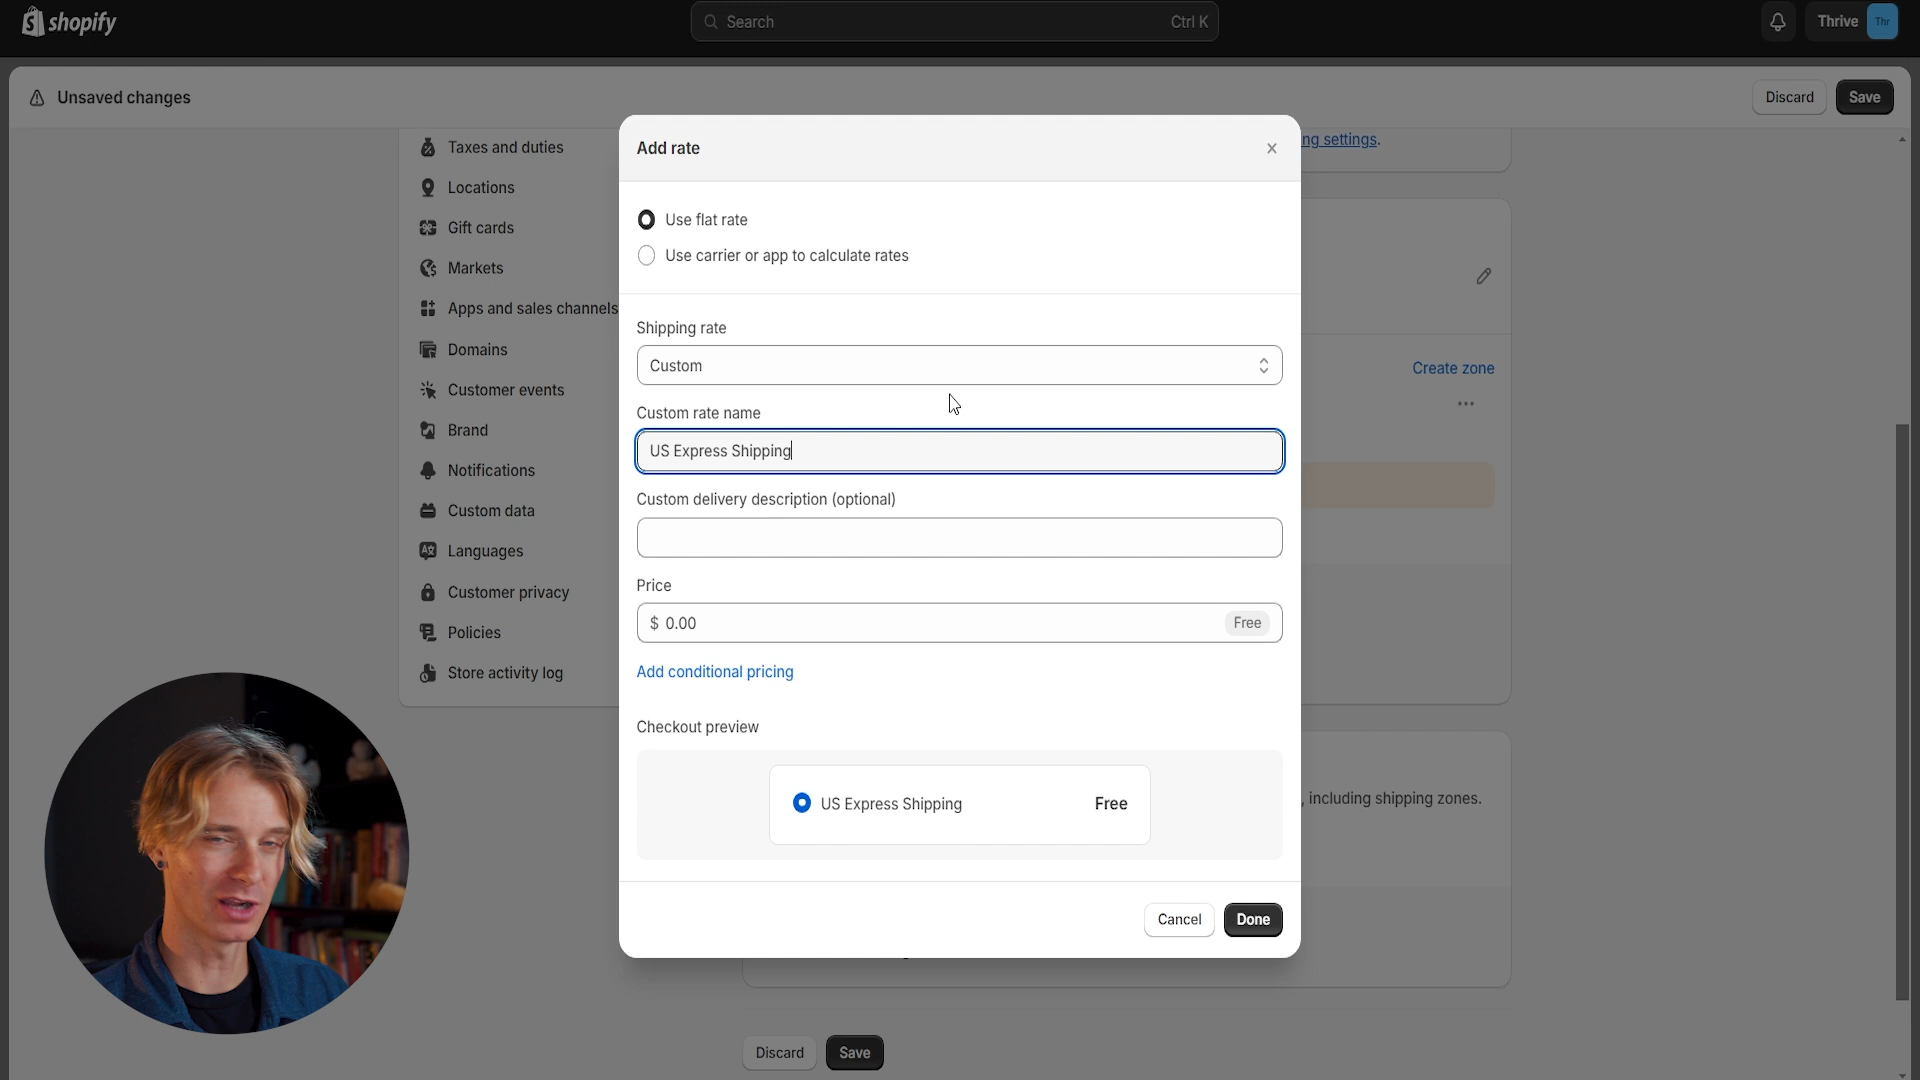 shopify
Search
Ctrl K
Thrive
Thr
Unsaved changes
Discard
Save
Taxes and duties
Locations
Gift cards
Markets
Apps and sales channels
Domains
Customer events
Brand
Notifications
Custom data
Languages
Customer privacy
Policies
Store activity log
Add rate
Use flat rate
Use carrier or app to calculate rates
Shipping rate
Custom
Custom rate name
US Express Shipping
Custom delivery description (optional)
Price
$ 0.00
Free
Add conditional pricing
Checkout preview
US Express Shipping
Free
Cancel
Done
ng settings.
Create zone
, including shipping zones.
Discard
Save